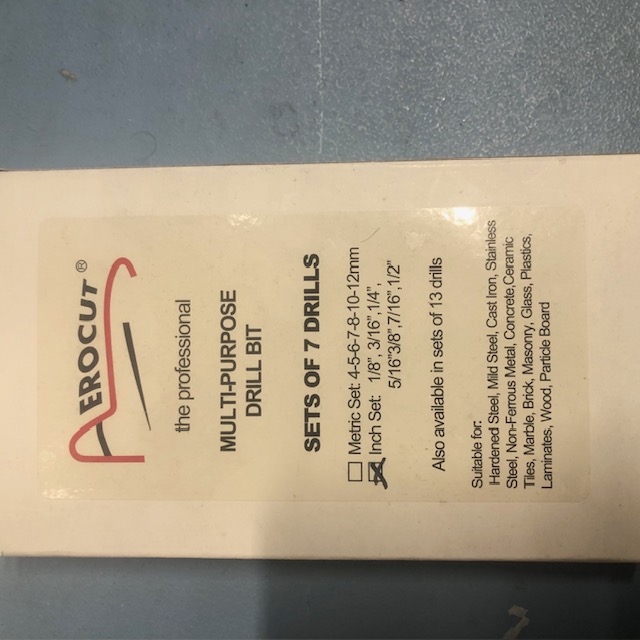 AEROCUT®
the professional
MULTI-PURPOSE
DRILL BIT
SETS OF 7 DRILLS
Metric Set: 4-5-6-7-8-10-12mm
Inch Set: 1/8", 3/16",1/4",
5/16"3/8",7/16",1/2"
Also available in sets of 13 drills
Suitable for:
Hardened Steel, Mild Steel, Cast Iron, Stainless
Steel, Non-Ferrous Metal, Concrete,Ceramic
Tiles, Marble, Brick, Masonry, Glass, Plastics,
Laminates, Wood, Particle Board